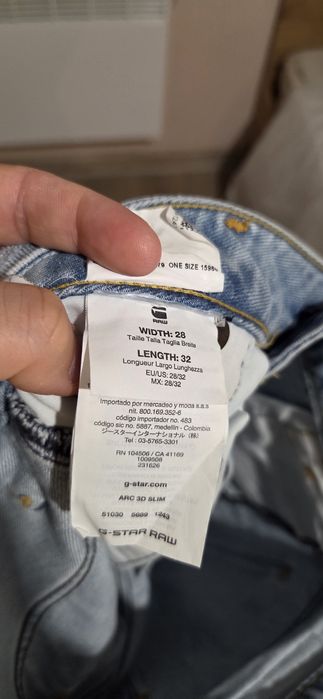 ONE SIZE
RAW
WIDTH: 28
Taille Talla Taglia Breite
LENGTH: 32
Longueur Largo Lunghezza
EU/US: 28/32
MX: 28/32
Importado por mercadeo y moda s.a.s
nit. 800.169.352-6
código importador no. 483
código sic no. 5887, medellin - Colombia
ジースターインターナショナル（株）
Tel : 03-5765-3301
RN 104506 / CA 41169
1009508
231626
g-star.com
ARC 3D SLIM
51030 5689 1243
G-STAR RAW